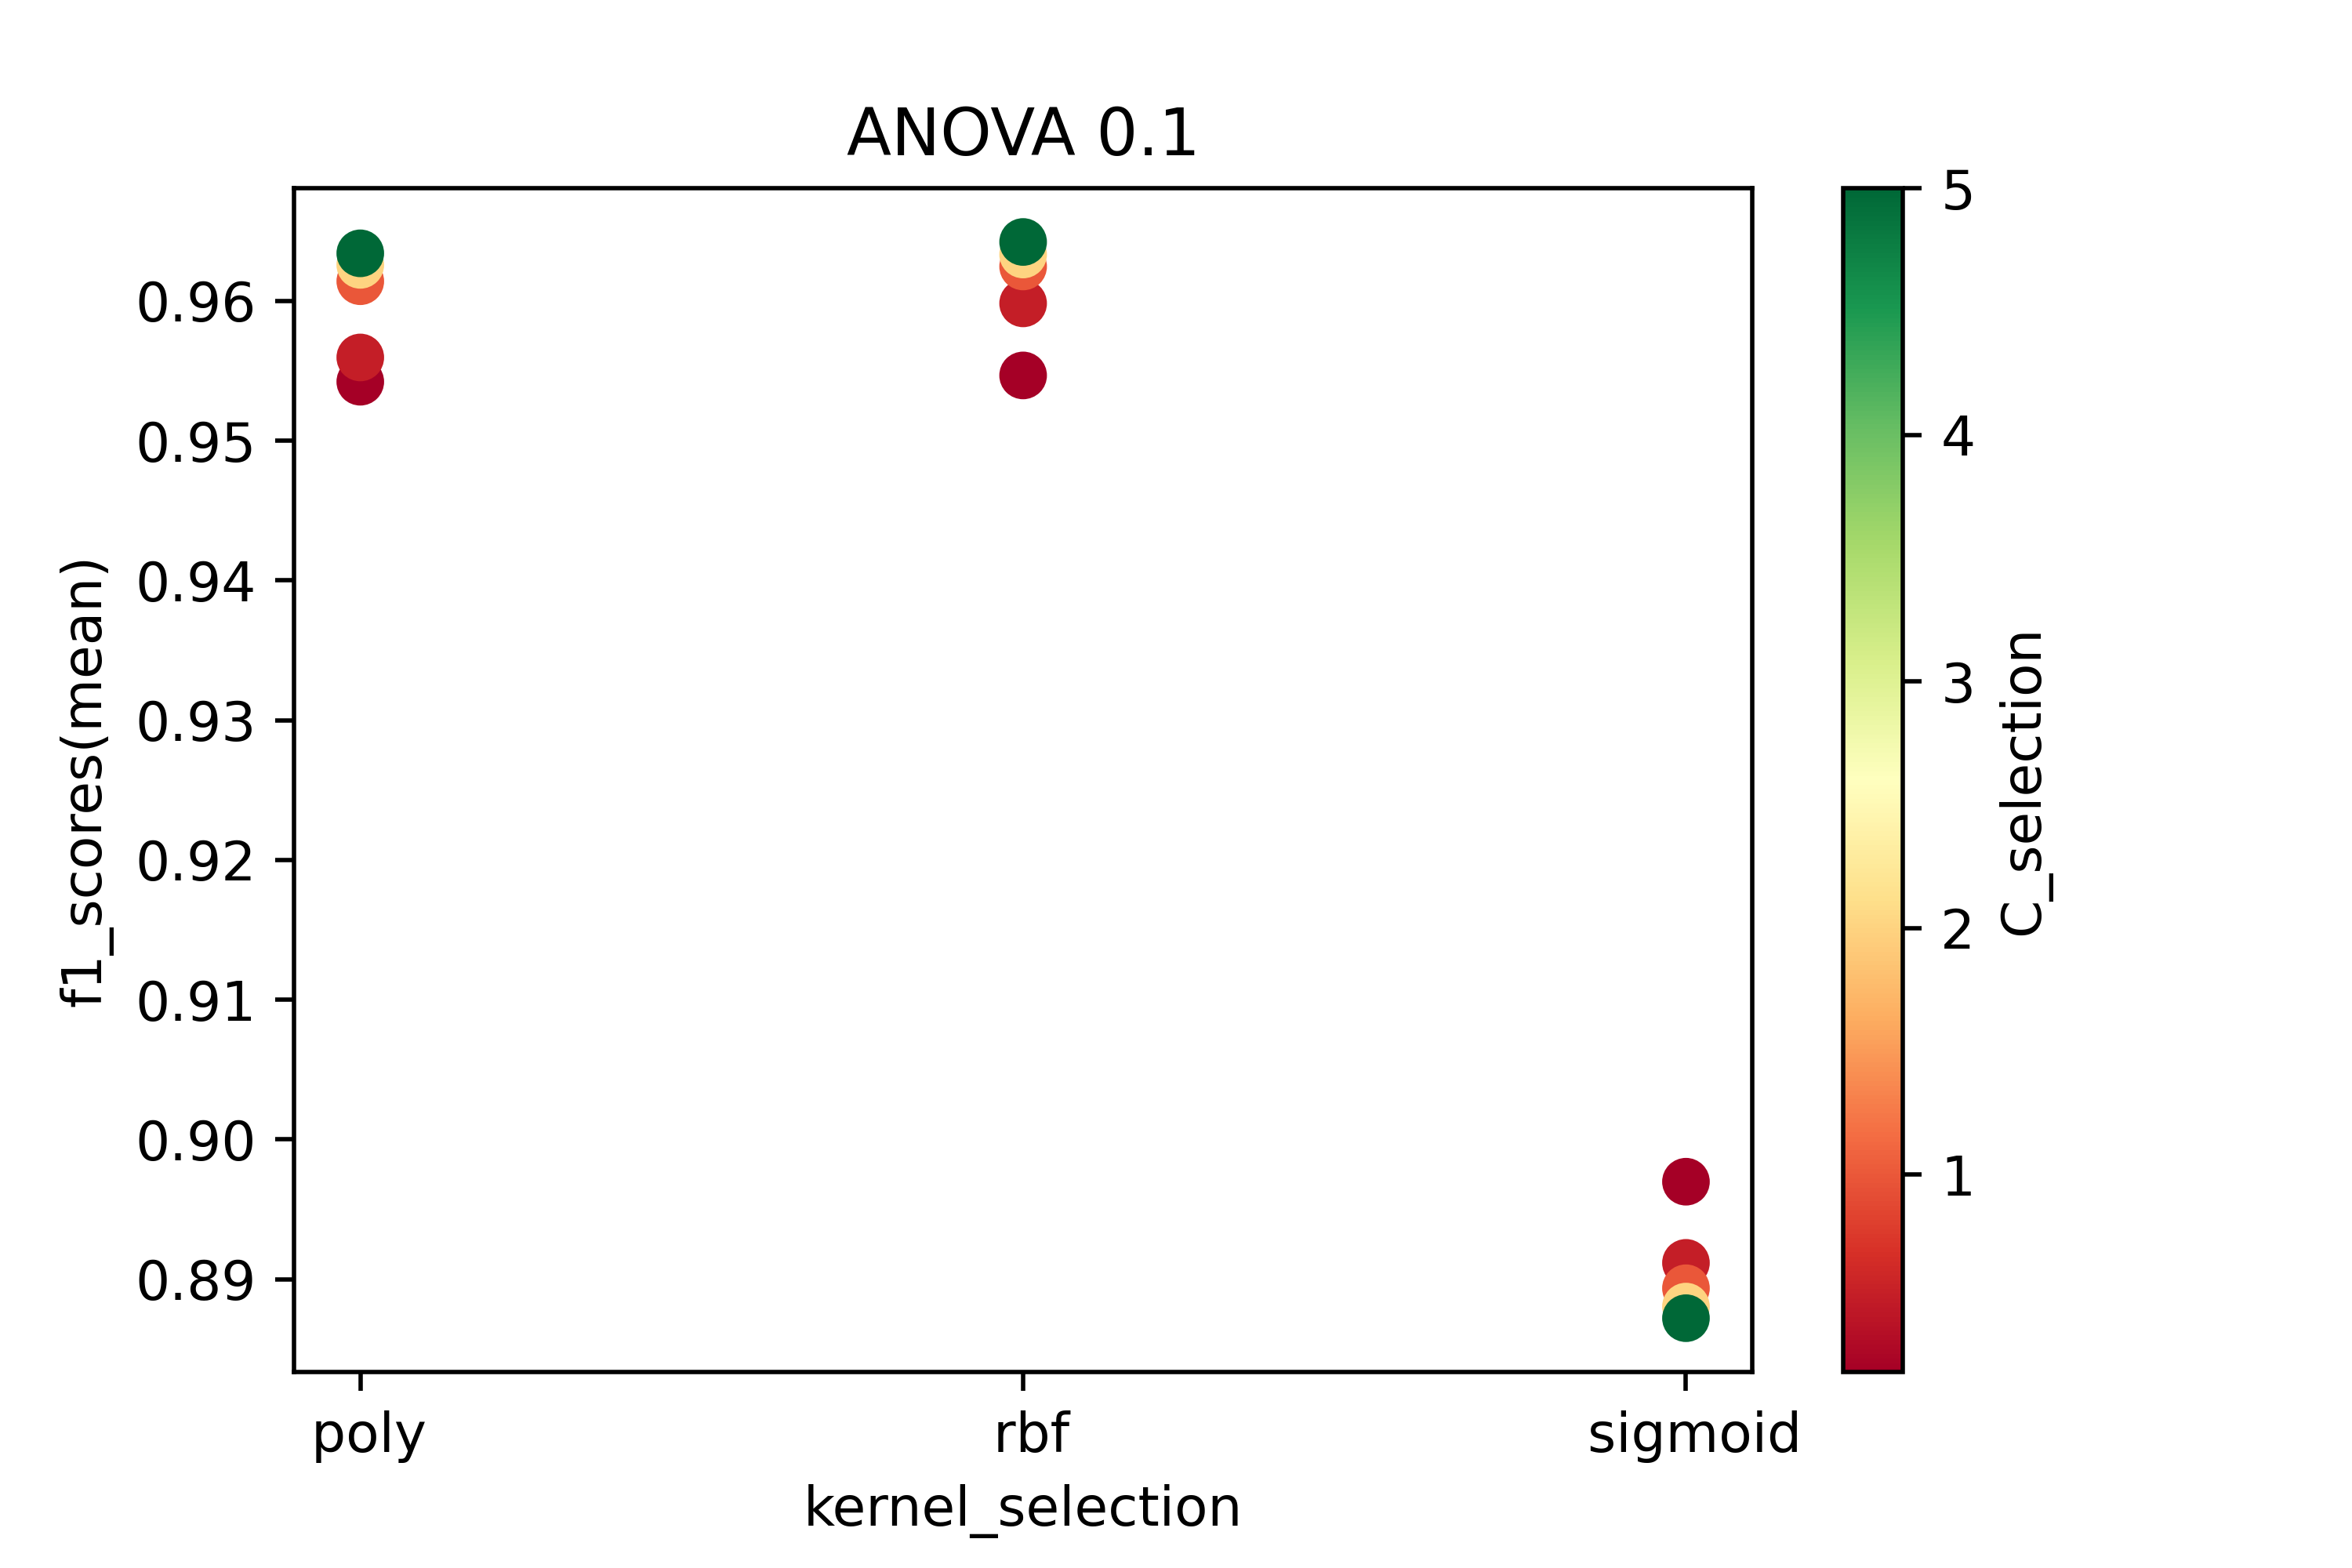 ANOVA 0.1
f1_scores(mean)
0.96
0.95
0.94
0.93
0.92
0.91
0.90
0.89
poly
rbf
sigmoid
kernel_selection
5
4
3
2
1
C_selection